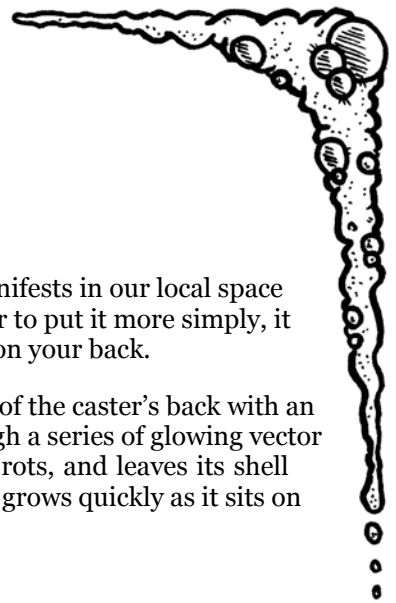 nifests in our local space
r to put it more simply, it
on your back.
of the caster’s back with an
gh a series of glowing vector
rots, and leaves its shell
grows quickly as it sits on